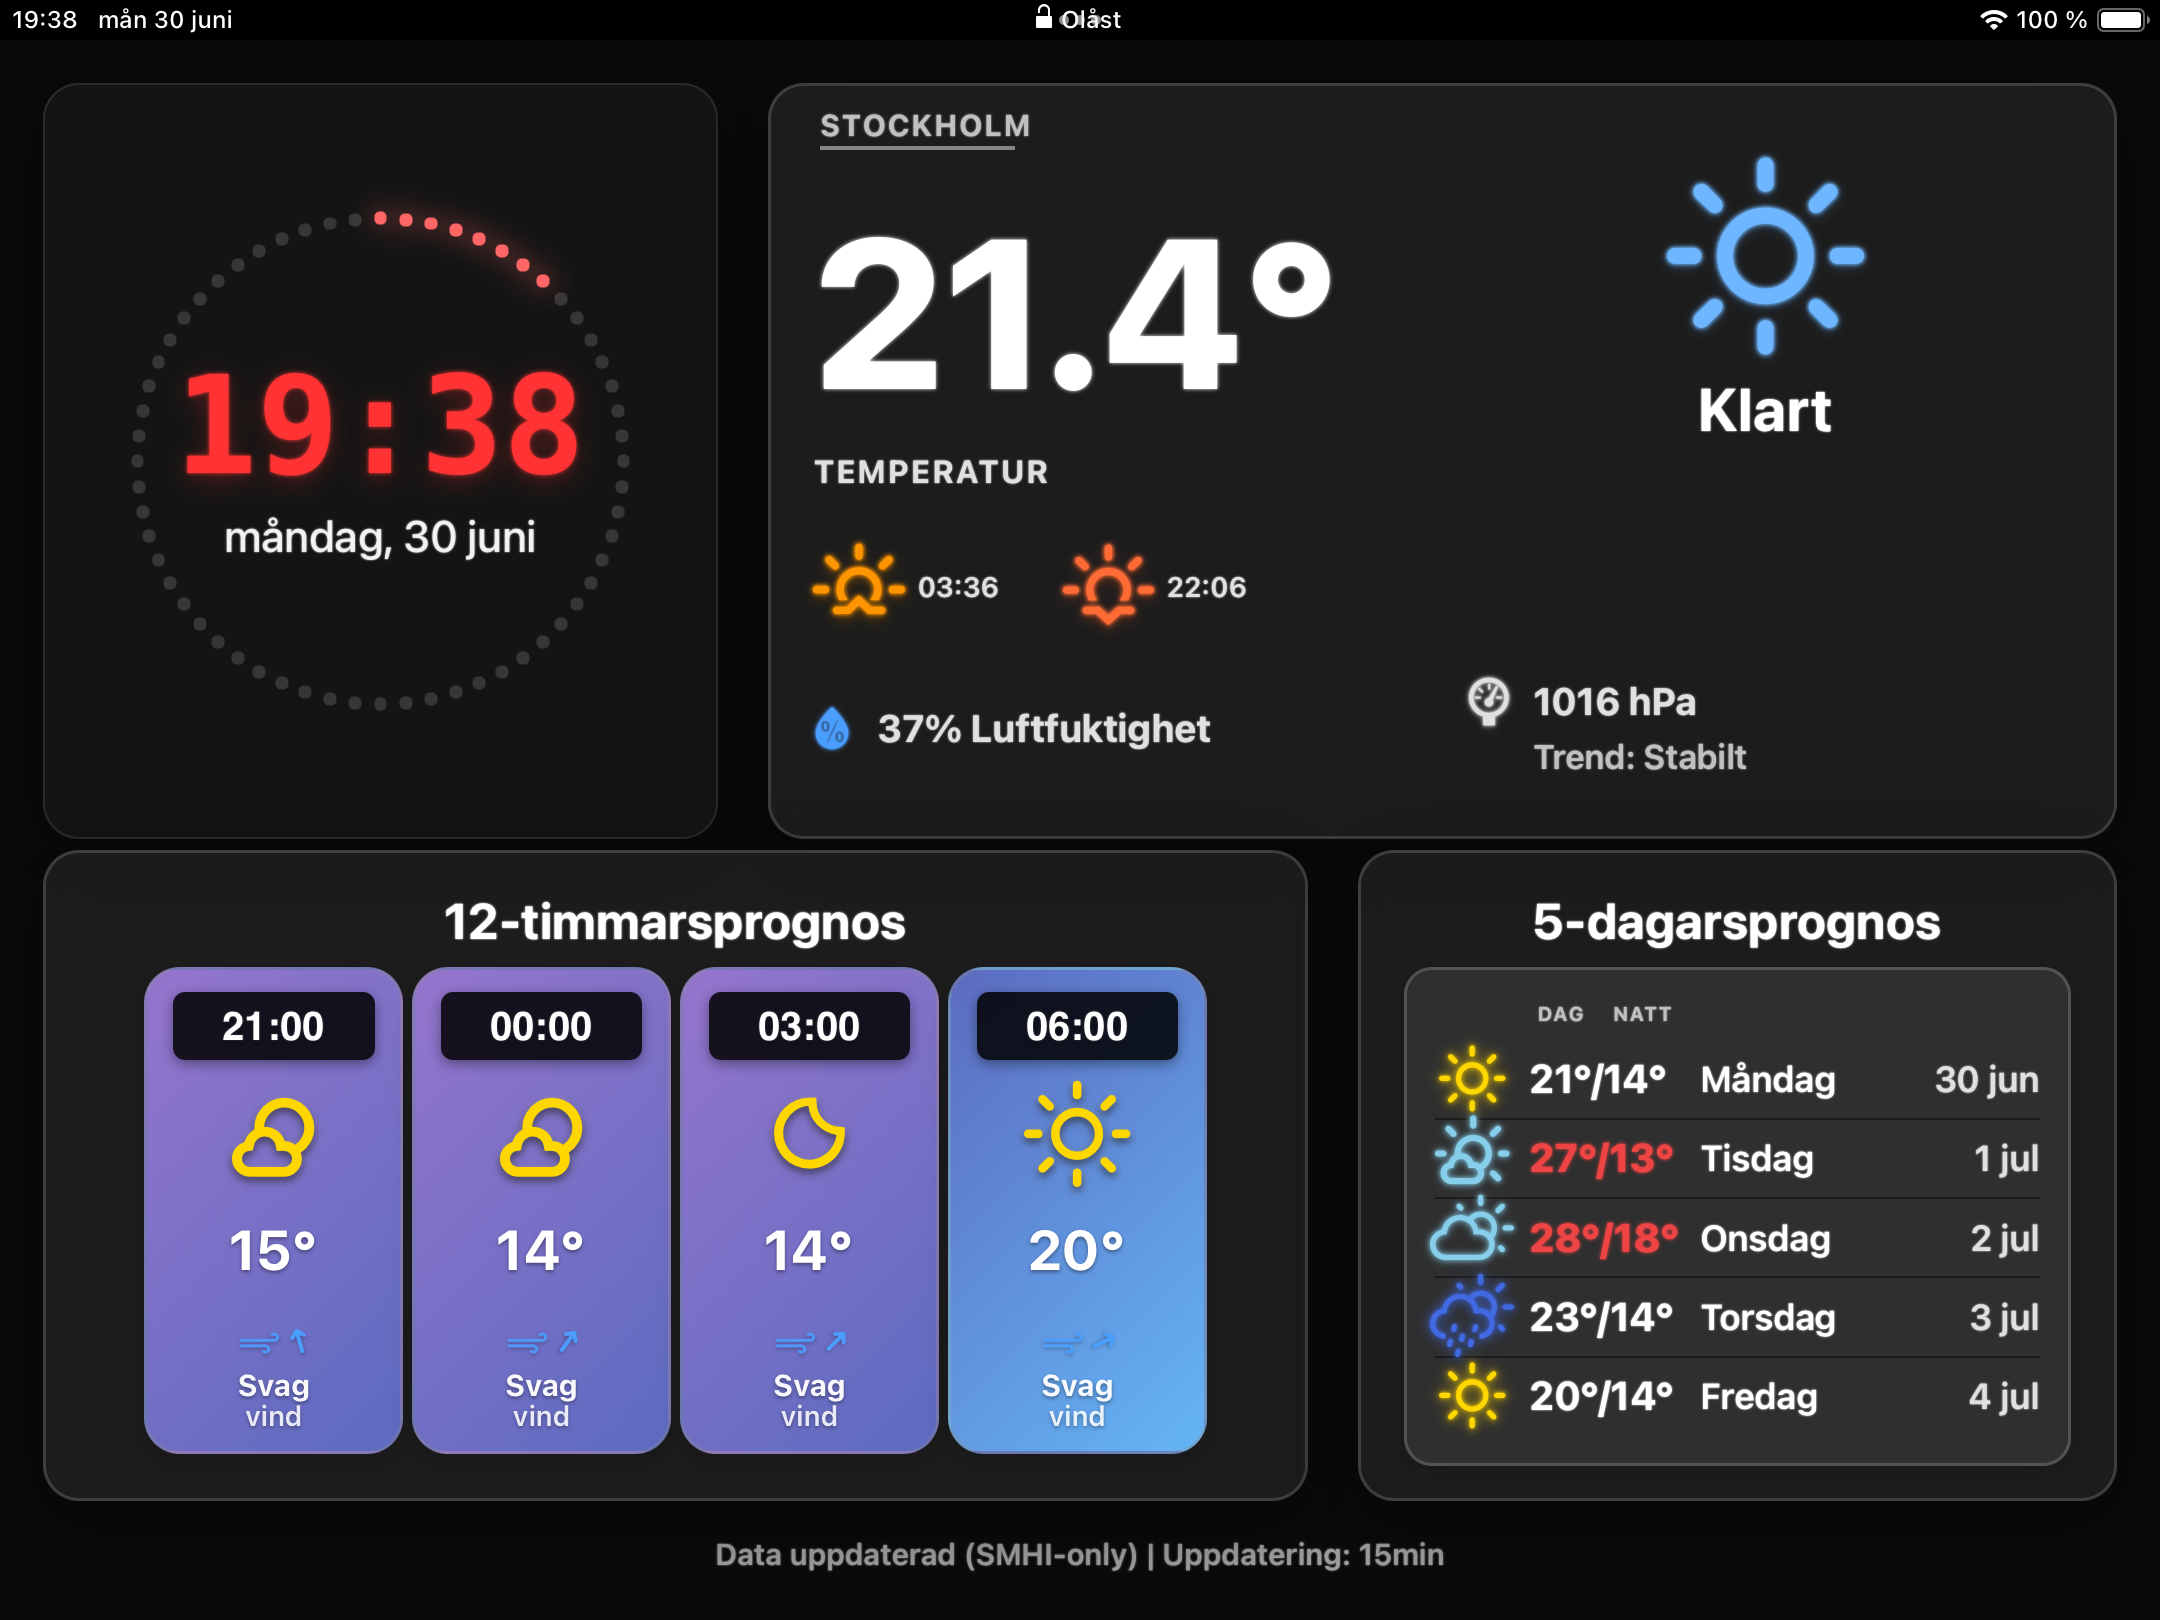 19:38 mån 30 juni
Olåst
100 %
19:38
måndag, 30 juni
STOCKHOLM
21.4°
Klart
TEMPERATUR
03:36 22:06
37% Luftfuktighet
1016 hPa
Trend: Stabilt
12-timmarsprognos
21:00
15°
Svag
vind
00:00
14°
Svag
vind
03:00
14°
Svag
vind
06:00
20°
Svag
vind
5-dagarsprognos
DAG NATT
21°/14° Måndag 30 jun
27°/13° Tisdag 1 jul
28°/18° Onsdag 2 jul
23°/14° Torsdag 3 jul
20°/14° Fredag 4 jul
Data uppdaterad (SMHI-only) | Uppdatering: 15min